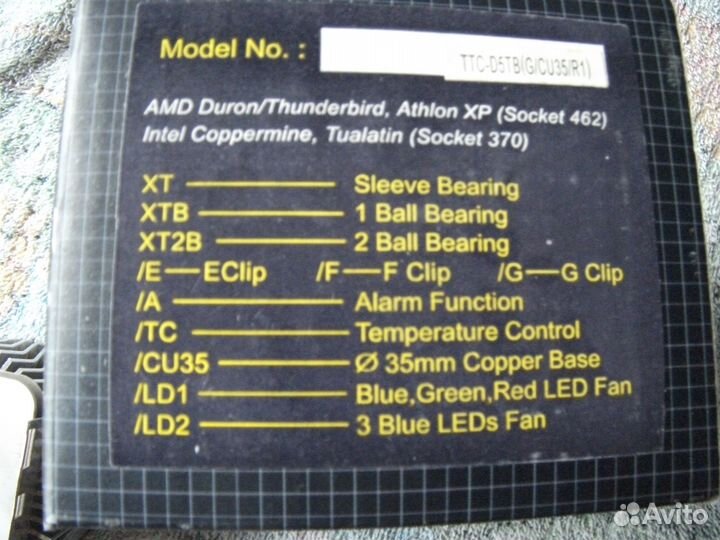 Model No. : TTC-D5TB(G/CU35/R1)
AMD Duron/Thunderbird, Athlon XP (Socket 462)
Intel Coppermine, Tualatin (Socket 370)
XT Sleeve Bearing
XTB 1 Ball Bearing
XT2B 2 Ball Bearing
/E EClip /F F Clip /G G Clip
/A Alarm Function
/TC Temperature Control
/CU35 Ø 35mm Copper Base
/LD1 Blue,Green,Red LED Fan
/LD2 3 Blue LEDs Fan
Avito